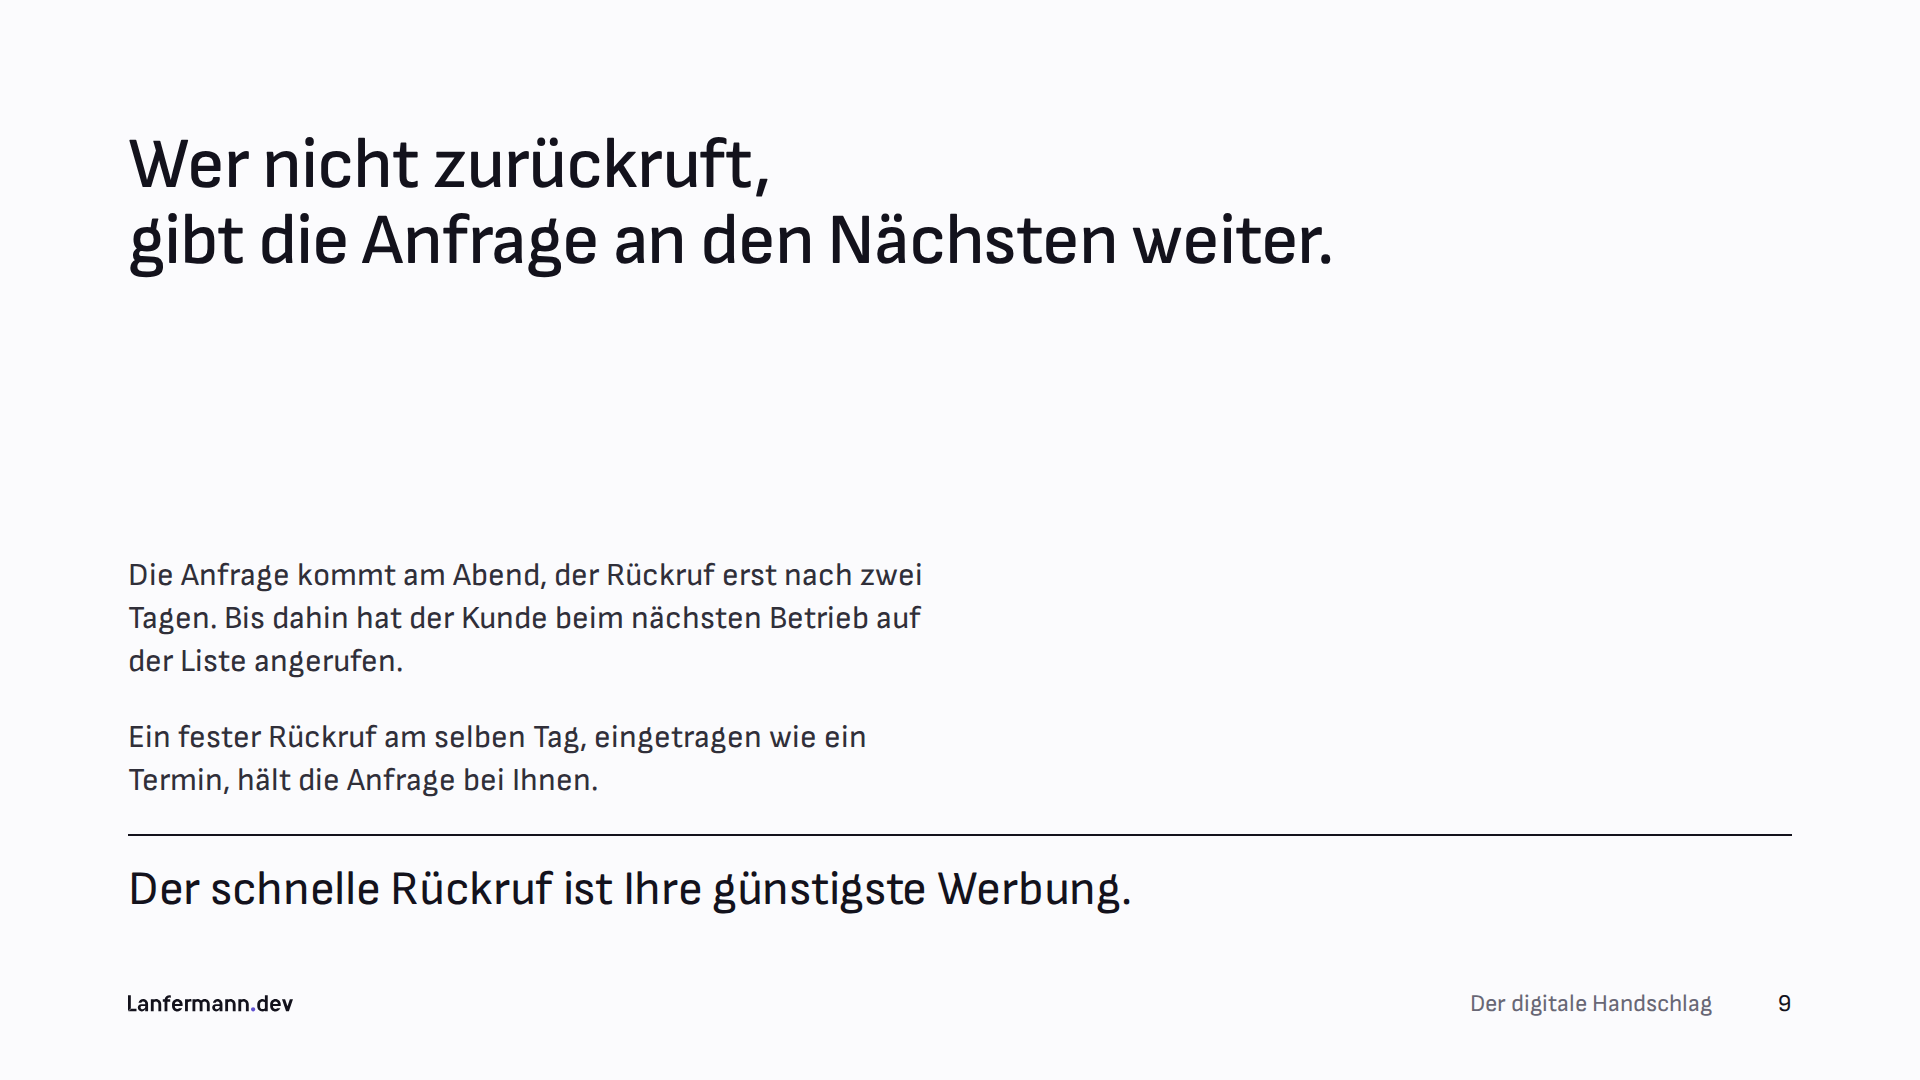 Wer nicht zurückruft,
gibt die Anfrage an den Nächsten weiter.
Die Anfrage kommt am Abend, der Rückruf erst nach zwei
Tagen. Bis dahin hat der Kunde beim nächsten Betrieb auf
der Liste angerufen.
Ein fester Rückruf am selben Tag, eingetragen wie ein
Termin, hält die Anfrage bei Ihnen.
Der schnelle Rückruf ist Ihre günstigste Werbung.
Lanfermann.dev
Der digitale Handschlag 9